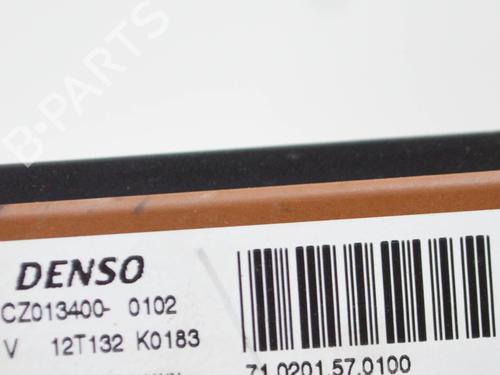 B-PARTS
DENSO
CZ013400- 0102
V 12T132 K0183
71.0201.57.0100